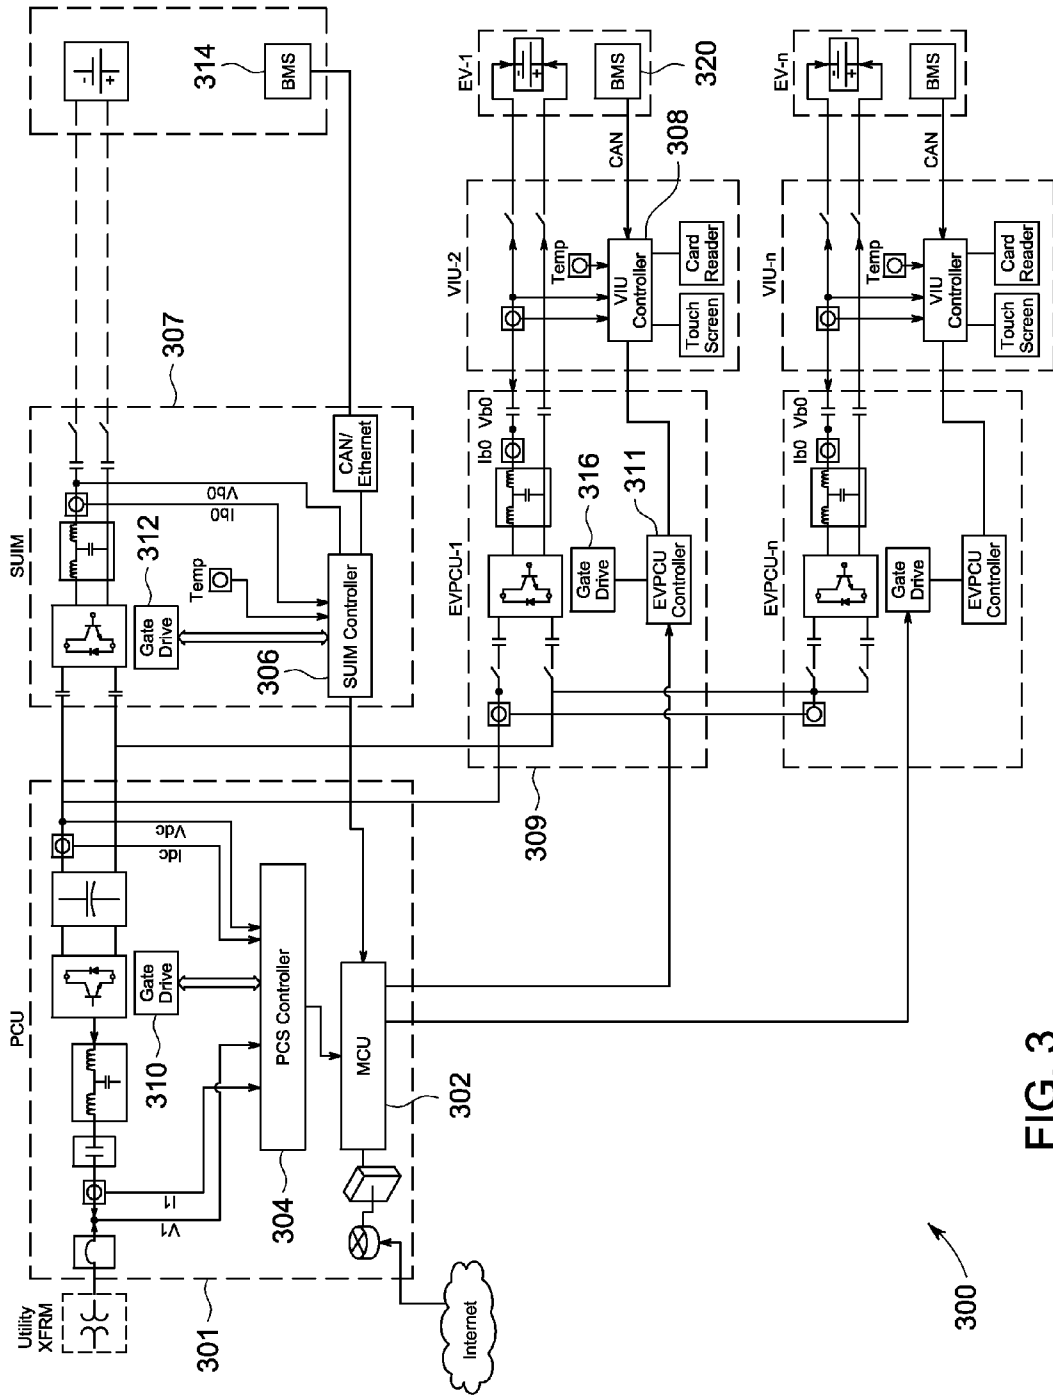 Utility
XFRM
301
PCU
V1
I1
310
Gate
Drive
Idc
Vdc
PCS Controller
304
MCU
302
Internet
SUIM
307
312
Gate
Drive
Temp
Ib0
Vb0
SUIM Controller
306
CAN/
Ethernet
314
BMS
309
EVPCU-1
Ib0
Vb0
Gate
Drive
316
EVPCU
Controller
311
VIU-2
Temp
VIU
Controller
308
Touch
Screen
Card
Reader
CAN
EV-1
BMS
320
EVPCU-n
Ib0
Vb0
Gate
Drive
EVPCU
Controller
VIU-n
Temp
VIU
Controller
Touch
Screen
Card
Reader
CAN
EV-n
BMS
300
FIG. 3